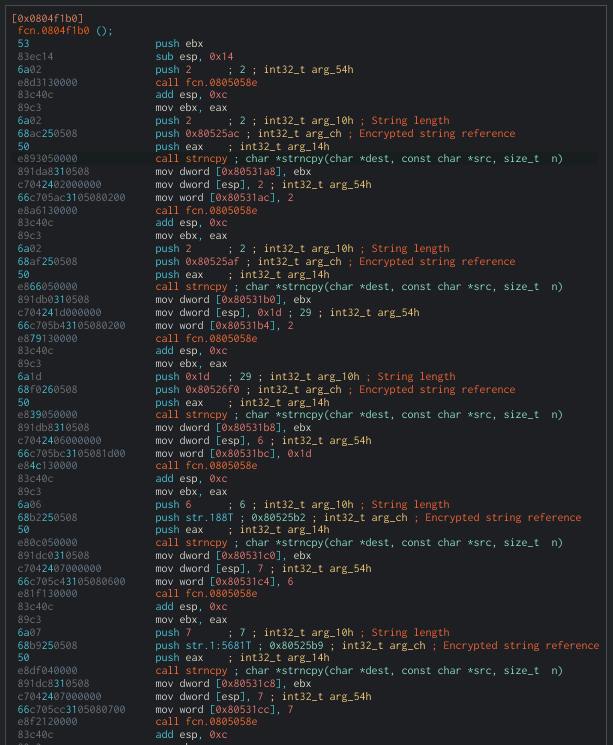 [0x0804f1b0]
fcn.0804f1b0 ();
53 push ebx
83ec14 sub esp, 0x14
6a02 push 2 ; 2 ; int32_t arg_54h
e8d3130000 call fcn.0805058e
83c40c add esp, 0xc
89c3 mov ebx, eax
6a02 push 2 ; 2 ; int32_t arg_10h ; String length
68ac250508 push 0x80525ac ; int32_t arg_ch ; Encrypted string reference
50 push eax ; int32_t arg_14h
e893050000 call strncpy ; char *strncpy(char *dest, const char *src, size_t n)
891da8310508 mov dword [0x80531a8], ebx
c7042402000000 mov dword [esp], 2 ; int32_t arg_54h
66c705ac3105080200 mov word [0x80531ac], 2
e8a6130000 call fcn.0805058e
83c40c add esp, 0xc
89c3 mov ebx, eax
6a02 push 2 ; 2 ; int32_t arg_10h ; String length
68af250508 push 0x80525af ; int32_t arg_ch ; Encrypted string reference
50 push eax ; int32_t arg_14h
e866050000 call strncpy ; char *strncpy(char *dest, const char *src, size_t n)
891db0310508 mov dword [0x80531b0], ebx
c704241d000000 mov dword [esp], 0x1d ; 29 ; int32_t arg_54h
66c705b43105080200 mov word [0x80531b4], 2
e879130000 call fcn.0805058e
83c40c add esp, 0xc
89c3 mov ebx, eax
6a1d push 0x1d ; 29 ; int32_t arg_10h ; String length
68f0260508 push 0x80526f0 ; int32_t arg_ch ; Encrypted string reference
50 push eax ; int32_t arg_14h
e839050000 call strncpy ; char *strncpy(char *dest, const char *src, size_t n)
891db8310508 mov dword [0x80531b8], ebx
c7042406000000 mov dword [esp], 6 ; int32_t arg_54h
66c705bc3105081d00 mov word [0x80531bc], 0x1d
e84c130000 call fcn.0805058e
83c40c add esp, 0xc
89c3 mov ebx, eax
6a06 push 6 ; 6 ; int32_t arg_10h ; String length
68b2250508 push str.188T ; 0x80525b2 ; int32_t arg_ch ; Encrypted string reference
50 push eax ; int32_t arg_14h
e80c050000 call strncpy ; char *strncpy(char *dest, const char *src, size_t n)
891dc0310508 mov dword [0x80531c0], ebx
c7042407000000 mov dword [esp], 7 ; int32_t arg_54h
66c705c43105080600 mov word [0x80531c4], 6
e81f130000 call fcn.0805058e
83c40c add esp, 0xc
89c3 mov ebx, eax
6a07 push 7 ; 7 ; int32_t arg_10h ; String length
68b9250508 push str.1:5681T ; 0x80525b9 ; int32_t arg_ch ; Encrypted string reference
50 push eax ; int32_t arg_14h
e8df040000 call strncpy ; char *strncpy(char *dest, const char *src, size_t n)
891dc8310508 mov dword [0x80531c8], ebx
c7042407000000 mov dword [esp], 7 ; int32_t arg_54h
66c705cc3105080700 mov word [0x80531cc], 7
e8f2120000 call fcn.0805058e
83c40c add esp, 0xc